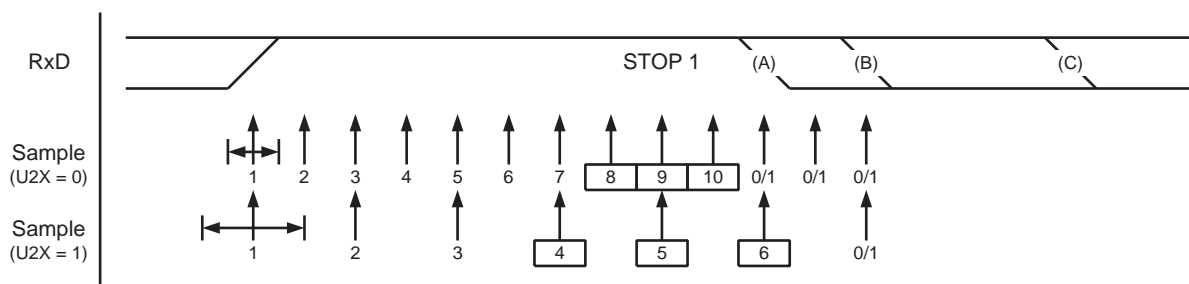 RxD STOP 1 (A) (B) (C)
Sample
(U2X = 0)
1 2 3 4 5 6 7 8 9 10 0/1 0/1 0/1
Sample
(U2X = 1)
1 2 3 4 5 6 0/1